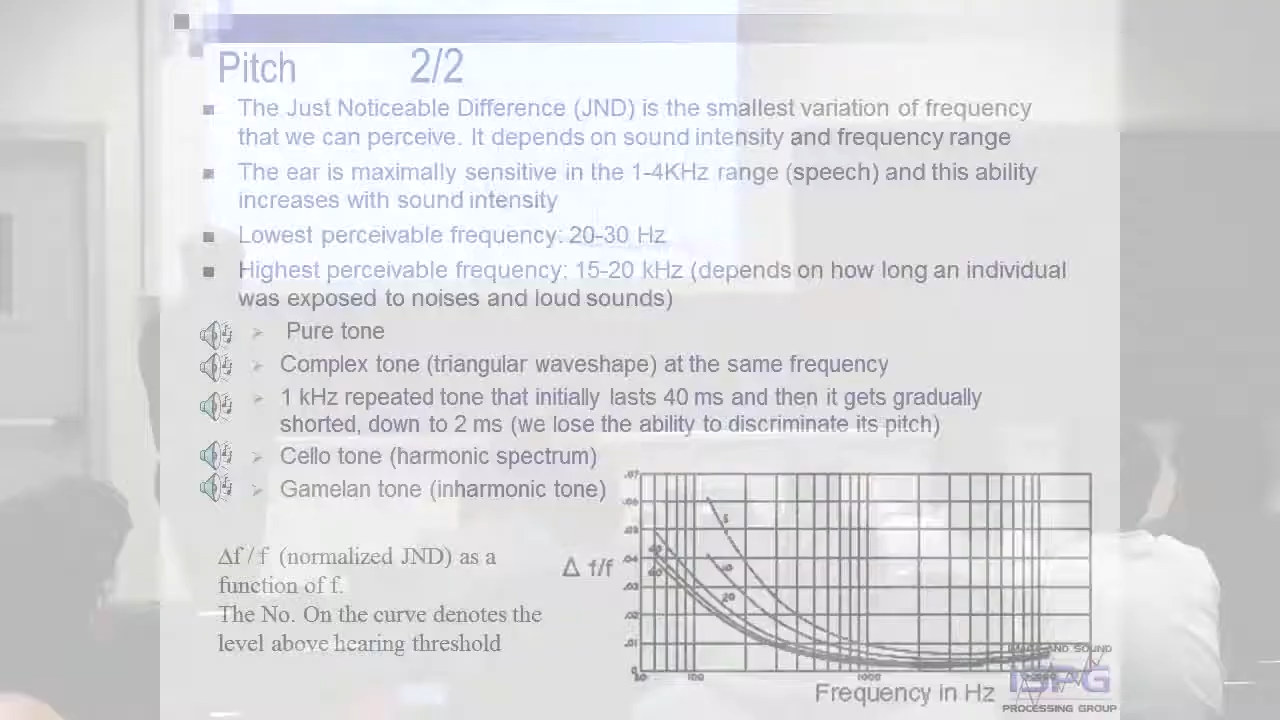 Pitch 2/2
The Just Noticeable Difference (JND) is the smallest variation of frequency
that we can perceive. It depends on sound intensity and frequency range
The ear is maximally sensitive in the 1-4KHz range (speech) and this ability
increases with sound intensity
Lowest perceivable frequency: 20-30 Hz
Highest perceivable frequency: 15-20 kHz (depends on how long an individual
was exposed to noises and loud sounds)
Pure tone
Complex tone (triangular waveshape) at the same frequency
1 kHz repeated tone that initially lasts 40 ms and then it gets gradually
shorted, down to 2 ms (we lose the ability to discriminate its pitch)
Cello tone (harmonic spectrum)
Gamelan tone (inharmonic tone)
Δf / f (normalized JND) as a
function of f.
The No. On the curve denotes the
level above hearing threshold
Δ f/f
.07
.06
.05
.04
.03
.02
.01
0
5
10
20
100
1000
Frequency in Hz
AND SOUND
ISPG
PROCESSING GROUP